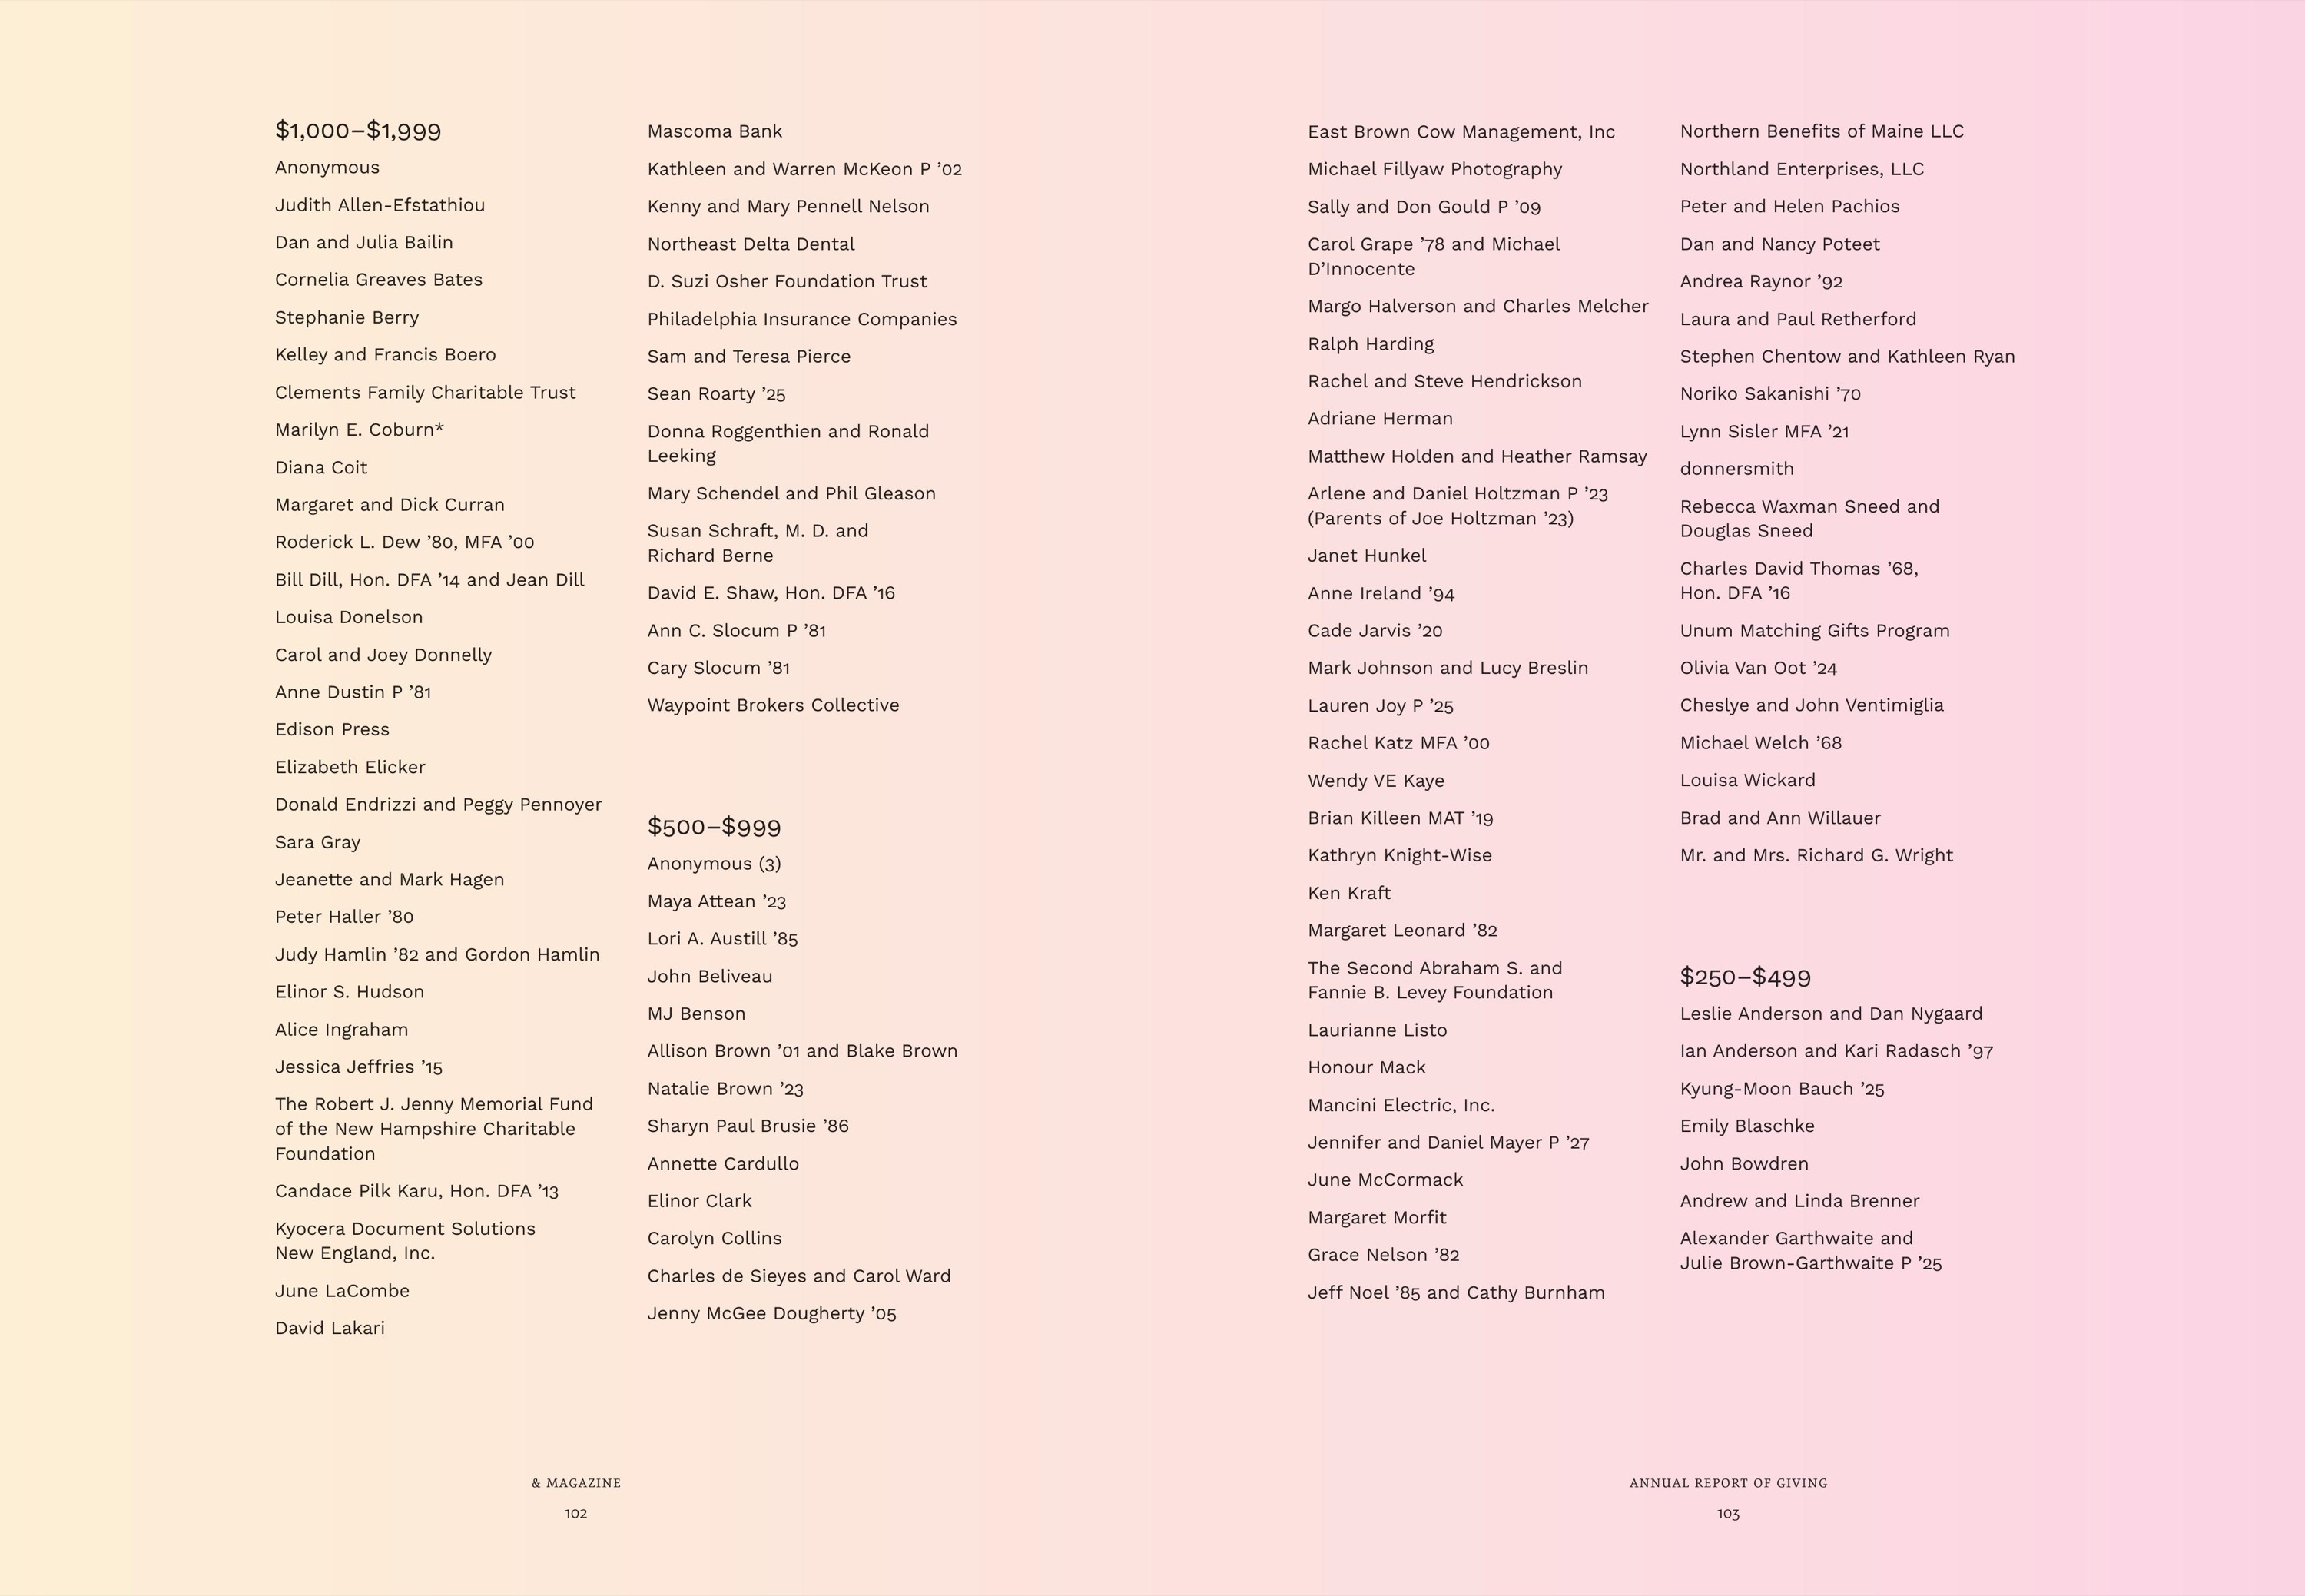 $1,000–$1,999
Anonymous
Judith Allen-Efstathiou
Dan and Julia Bailin
Cornelia Greaves Bates
Stephanie Berry
Kelley and Francis Boero
Clements Family Charitable Trust
Marilyn E. Coburn*
Diana Coit
Margaret and Dick Curran
Roderick L. Dew ’80, MFA ’00
Bill Dill, Hon. DFA ’14 and Jean Dill
Louisa Donelson
Carol and Joey Donnelly
Anne Dustin P ’81
Edison Press
Elizabeth Elicker
Donald Endrizzi and Peggy Pennoyer
Sara Gray
Jeanette and Mark Hagen
Peter Haller ’80
Judy Hamlin ’82 and Gordon Hamlin
Elinor S. Hudson
Alice Ingraham
Jessica Jeffries ’15
The Robert J. Jenny Memorial Fund
of the New Hampshire Charitable
Foundation
Candace Pilk Karu, Hon. DFA ’13
Kyocera Document Solutions
New England, Inc.
June LaCombe
David Lakari
Mascoma Bank
Kathleen and Warren McKeon P ’02
Kenny and Mary Pennell Nelson
Northeast Delta Dental
D. Suzi Osher Foundation Trust
Philadelphia Insurance Companies
Sam and Teresa Pierce
Sean Roarty ’25
Donna Roggenthien and Ronald
Leeking
Mary Schendel and Phil Gleason
Susan Schraft, M. D. and
Richard Berne
David E. Shaw, Hon. DFA ’16
Ann C. Slocum P ’81
Cary Slocum ’81
Waypoint Brokers Collective
$500–$999
Anonymous (3)
Maya Attean ’23
Lori A. Austill ’85
John Beliveau
MJ Benson
Allison Brown ’01 and Blake Brown
Natalie Brown ’23
Sharyn Paul Brusie ’86
Annette Cardullo
Elinor Clark
Carolyn Collins
Charles de Sieyes and Carol Ward
Jenny McGee Dougherty ’05
& MAGAZINE
102
East Brown Cow Management, Inc
Michael Fillyaw Photography
Sally and Don Gould P ’09
Carol Grape ’78 and Michael
D’Innocente
Margo Halverson and Charles Melcher
Ralph Harding
Rachel and Steve Hendrickson
Adriane Herman
Matthew Holden and Heather Ramsay
Arlene and Daniel Holtzman P ’23
(Parents of Joe Holtzman ’23)
Janet Hunkel
Anne Ireland ’94
Cade Jarvis ’20
Mark Johnson and Lucy Breslin
Lauren Joy P ’25
Rachel Katz MFA ’00
Wendy VE Kaye
Brian Killeen MAT ’19
Kathryn Knight-Wise
Ken Kraft
Margaret Leonard ’82
The Second Abraham S. and
Fannie B. Levey Foundation
Laurianne Listo
Honour Mack
Mancini Electric, Inc.
Jennifer and Daniel Mayer P ’27
June McCormack
Margaret Morfit
Grace Nelson ’82
Jeff Noel ’85 and Cathy Burnham
Northern Benefits of Maine LLC
Northland Enterprises, LLC
Peter and Helen Pachios
Dan and Nancy Poteet
Andrea Raynor ’92
Laura and Paul Retherford
Stephen Chentow and Kathleen Ryan
Noriko Sakanishi ’70
Lynn Sisler MFA ’21
donnersmith
Rebecca Waxman Sneed and
Douglas Sneed
Charles David Thomas ’68,
Hon. DFA ’16
Unum Matching Gifts Program
Olivia Van Oot ’24
Cheslye and John Ventimiglia
Michael Welch ’68
Louisa Wickard
Brad and Ann Willauer
Mr. and Mrs. Richard G. Wright
$250–$499
Leslie Anderson and Dan Nygaard
Ian Anderson and Kari Radasch ’97
Kyung-Moon Bauch ’25
Emily Blaschke
John Bowdren
Andrew and Linda Brenner
Alexander Garthwaite and
Julie Brown-Garthwaite P ’25
ANNUAL REPORT OF GIVING
103